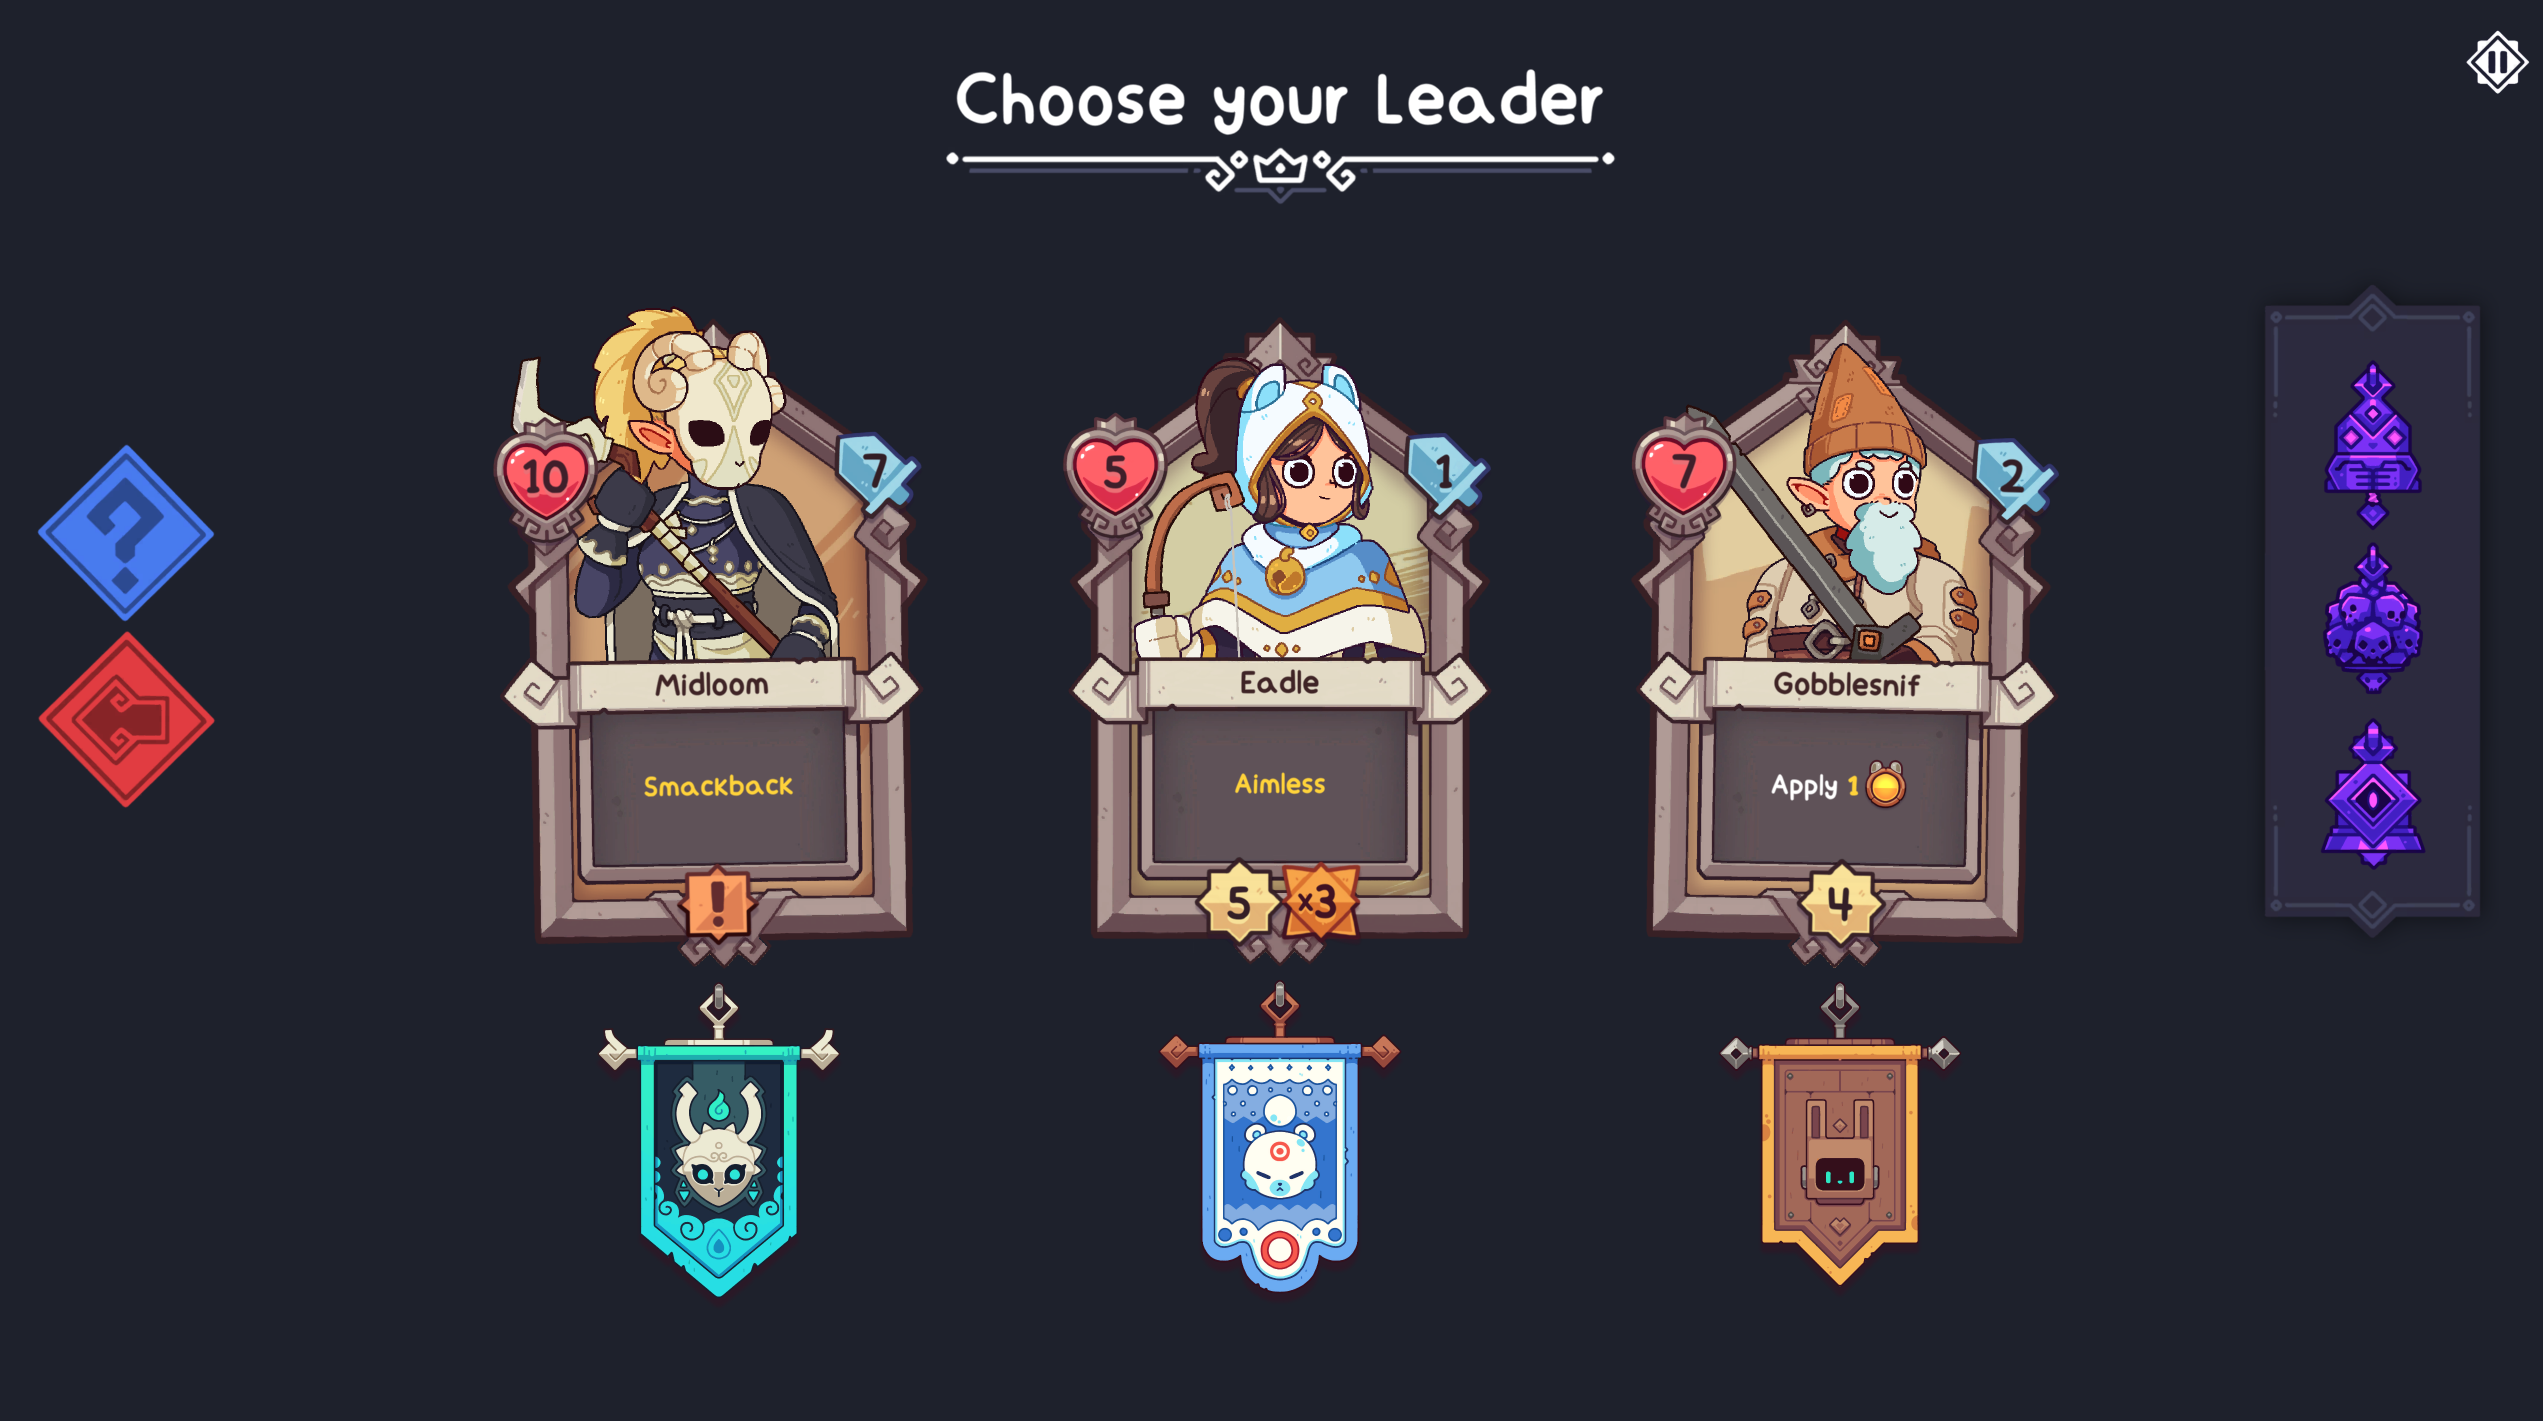 Choose your Leader
10
7
Midloom
Smackback
!
5
1
Eadle
Aimless
5
x3
7
2
Gobblesnif
Apply 1
4
?